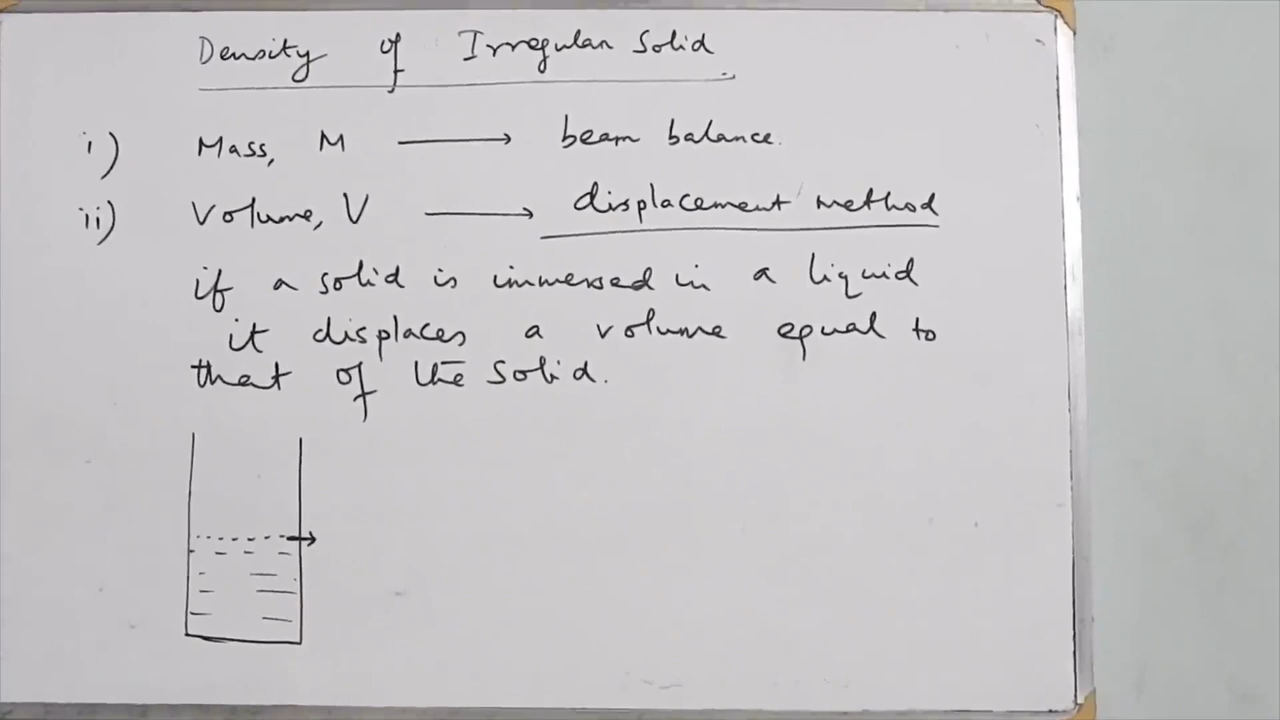 Density of Irregular Solid
i) Mass, M → beam balance.
ii) Volume, V → displacement method
if a solid is immersed in a liquid
it displaces a volume equal to
that of the solid.